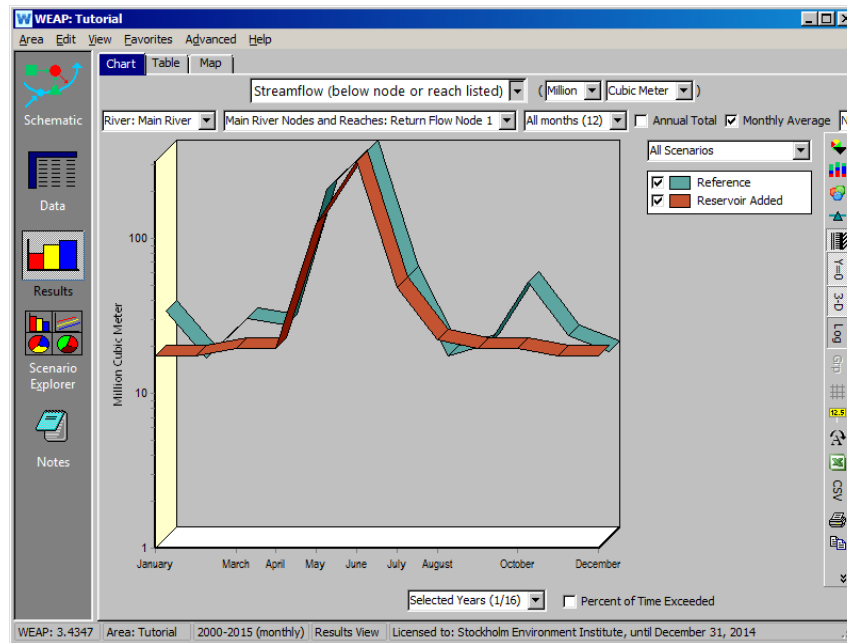 WEAP: Tutorial
Area Edit View Favorites Advanced Help
Chart Table Map
Streamflow (below node or reach listed) ( Million Cubic Meter )
River: Main River Main River Nodes and Reaches: Return Flow Node 1 All months (12) Annual Total Monthly Average
All Scenarios
Reference
Reservoir Added
Schematic
Data
Results
Scenario
Explorer
Notes
Million Cubic Meter
100
10
1
January March April May June July August October December
Y=0
3-D
Log
Grp
12.5
A
CSV
Selected Years (1/16) Percent of Time Exceeded
WEAP: 3.4347 Area: Tutorial 2000-2015 (monthly) Results View Licensed to: Stockholm Environment Institute, until December 31, 2014